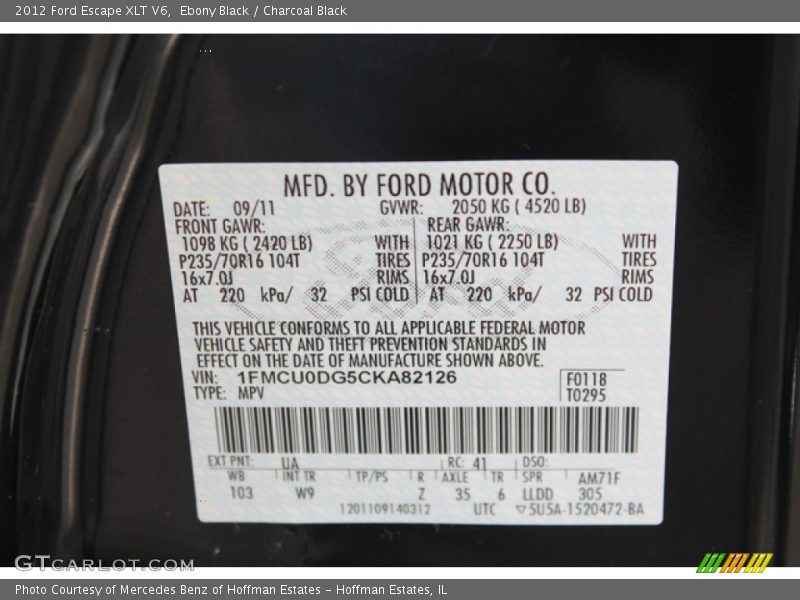 2012 Ford Escape XLT V6, Ebony Black / Charcoal Black
MFD. BY FORD MOTOR CO.
DATE: 09/11 GVWR: 2050 KG ( 4520 LB)
FRONT GAWR: REAR GAWR:
1098 KG ( 2420 LB) WITH 1021 KG ( 2250 LB) WITH
P235/70R16 104T TIRES P235/70R16 104T TIRES
16x7.0J RIMS 16x7.0J RIMS
AT 220 kPa/ 32 PSI COLD AT 220 kPa/ 32 PSI COLD
THIS VEHICLE CONFORMS TO ALL APPLICABLE FEDERAL MOTOR
VEHICLE SAFETY AND THEFT PREVENTION STANDARDS IN
EFFECT ON THE DATE OF MANUFACTURE SHOWN ABOVE.
VIN: 1FMCU0DG5CKA82126 F0118
TYPE: MPV T0295
EXT PNT: UA RC: 41 DSO:
WB INT TR TP/PS R AXLE TR SPR AM71F
103 W9 Z 35 6 LLDD 305
1201109140312 UTC ▽5U5A-1520472-BA
GTCARLOT.COM
Photo Courtesy of Mercedes Benz of Hoffman Estates – Hoffman Estates, IL